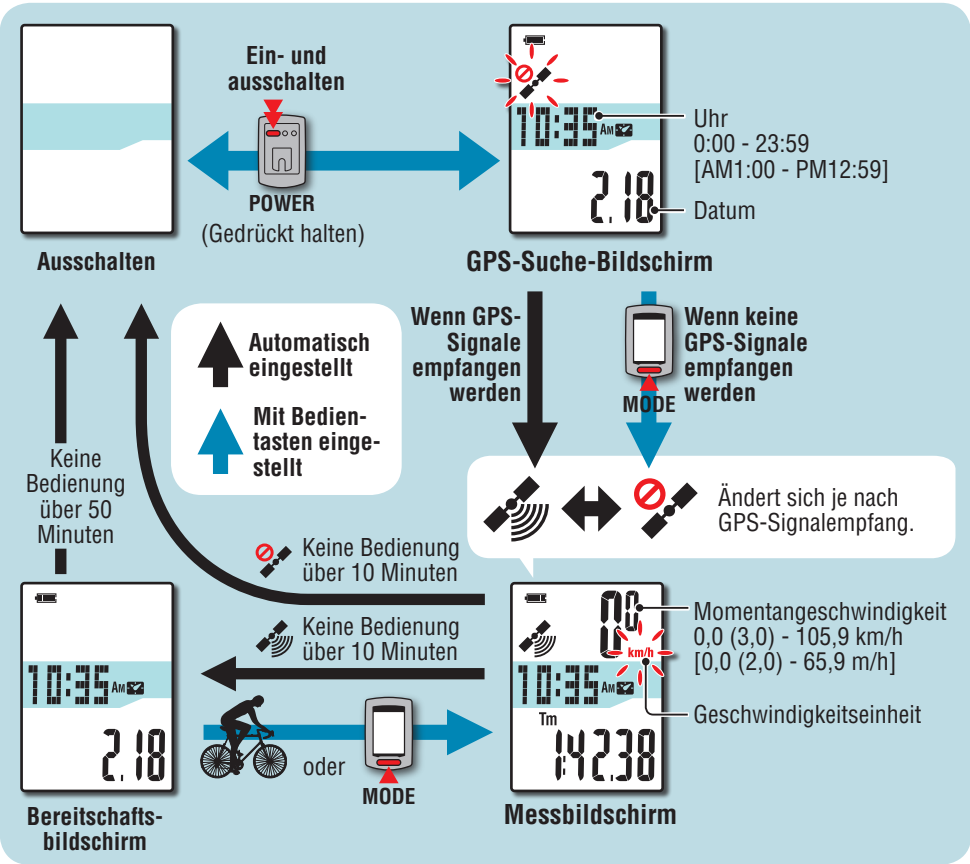 Ein- und
ausschalten
POWER
(Gedrückt halten)
Ausschalten
10:35 AM
2.18
Uhr
0:00 - 23:59
[AM1:00 - PM12:59]
Datum
GPS-Suche-Bildschirm
Automatisch
eingestellt
Mit Bedien-
tasten einge-
stellt
Wenn GPS-
Signale
empfangen
werden
Wenn keine
GPS-Signale
empfangen
werden
MODE
Ändert sich je nach
GPS-Signalempfang.
Keine
Bedienung
über 50
Minuten
Keine Bedienung
über 10 Minuten
Keine Bedienung
über 10 Minuten
10:35 AM
2.18
Bereitschafts-
bildschirm
oder
MODE
00
km/h
10:35 AM
Tm
1:42.38
Messbildschirm
Momentangeschwindigkeit
0,0 (3,0) - 105,9 km/h
[0,0 (2,0) - 65,9 m/h]
Geschwindigkeitseinheit